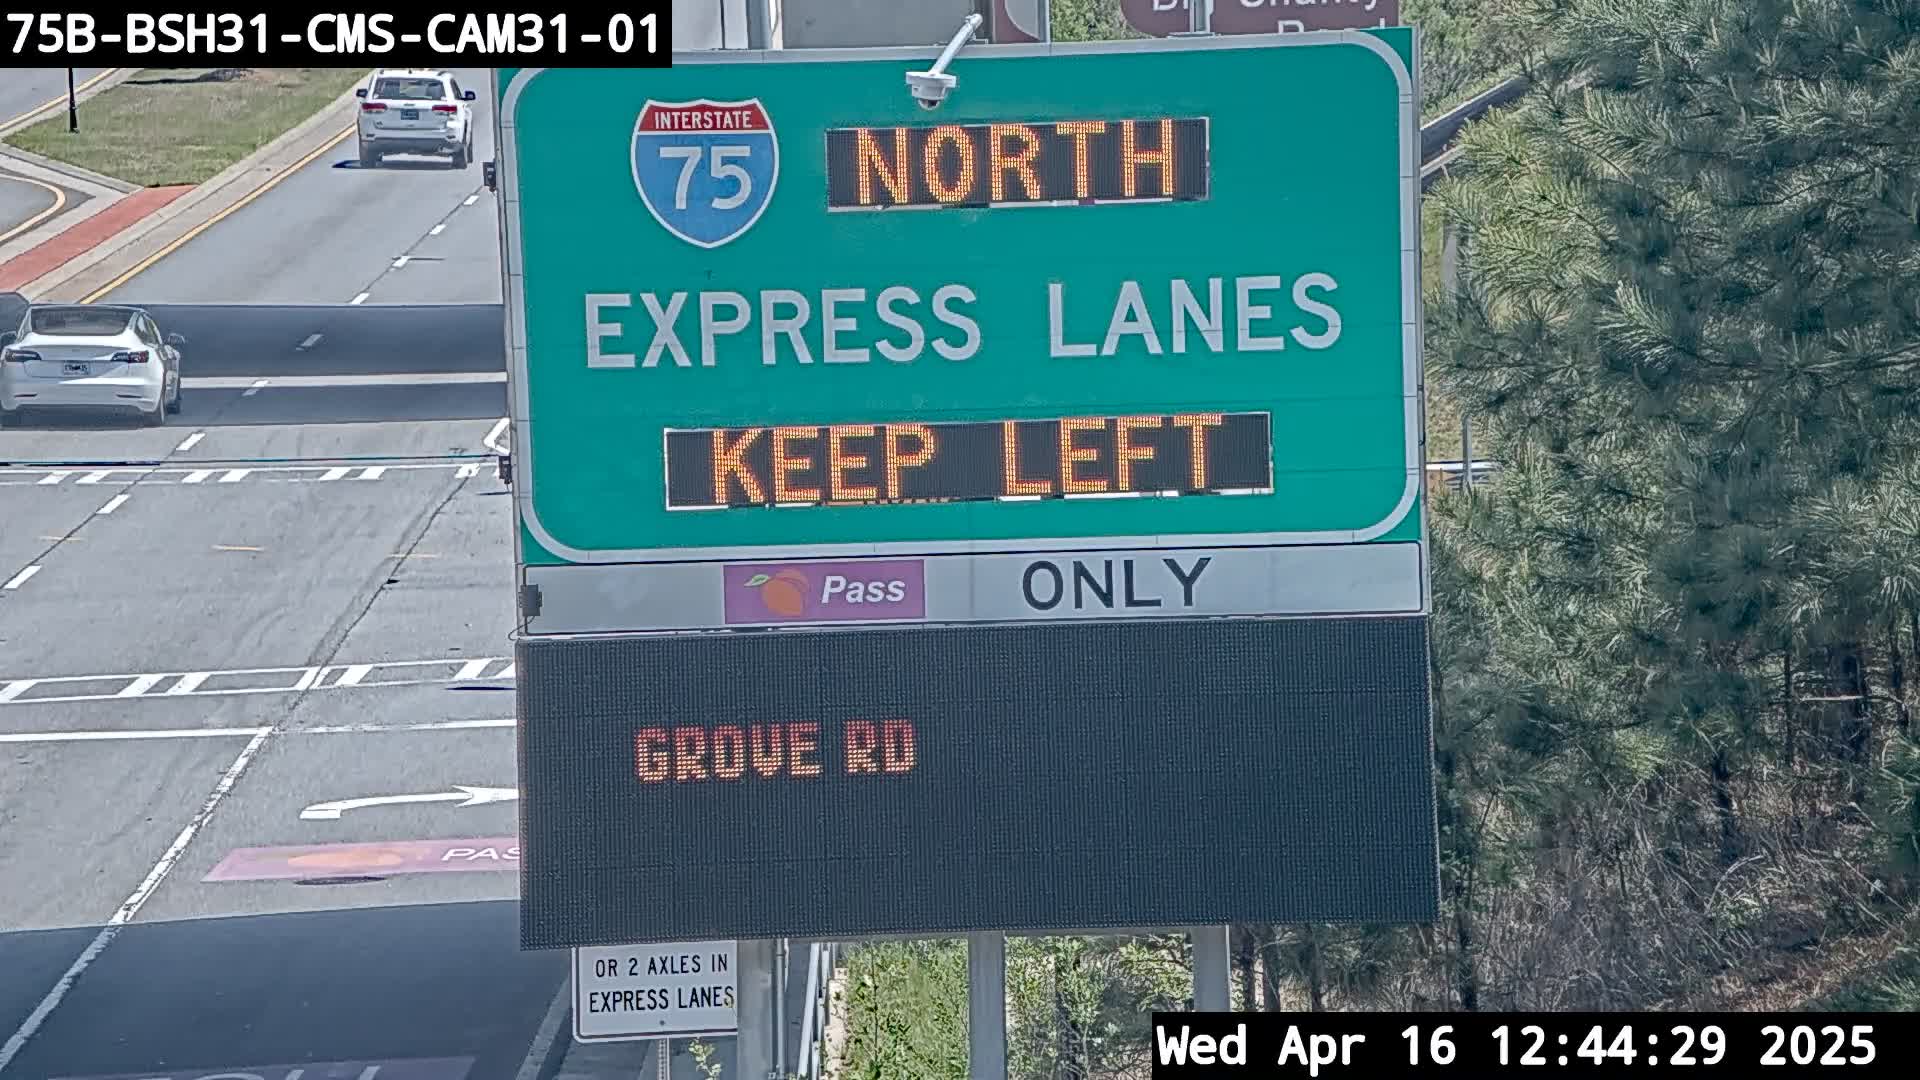 75B-BSH31-CMS-CAM31-01
INTERSTATE
75
NORTH
EXPRESS LANES
KEEP LEFT
Pass ONLY
GROVE RD
OR 2 AXLES IN
EXPRESS LANES
Wed Apr 16 12:44:29 2025